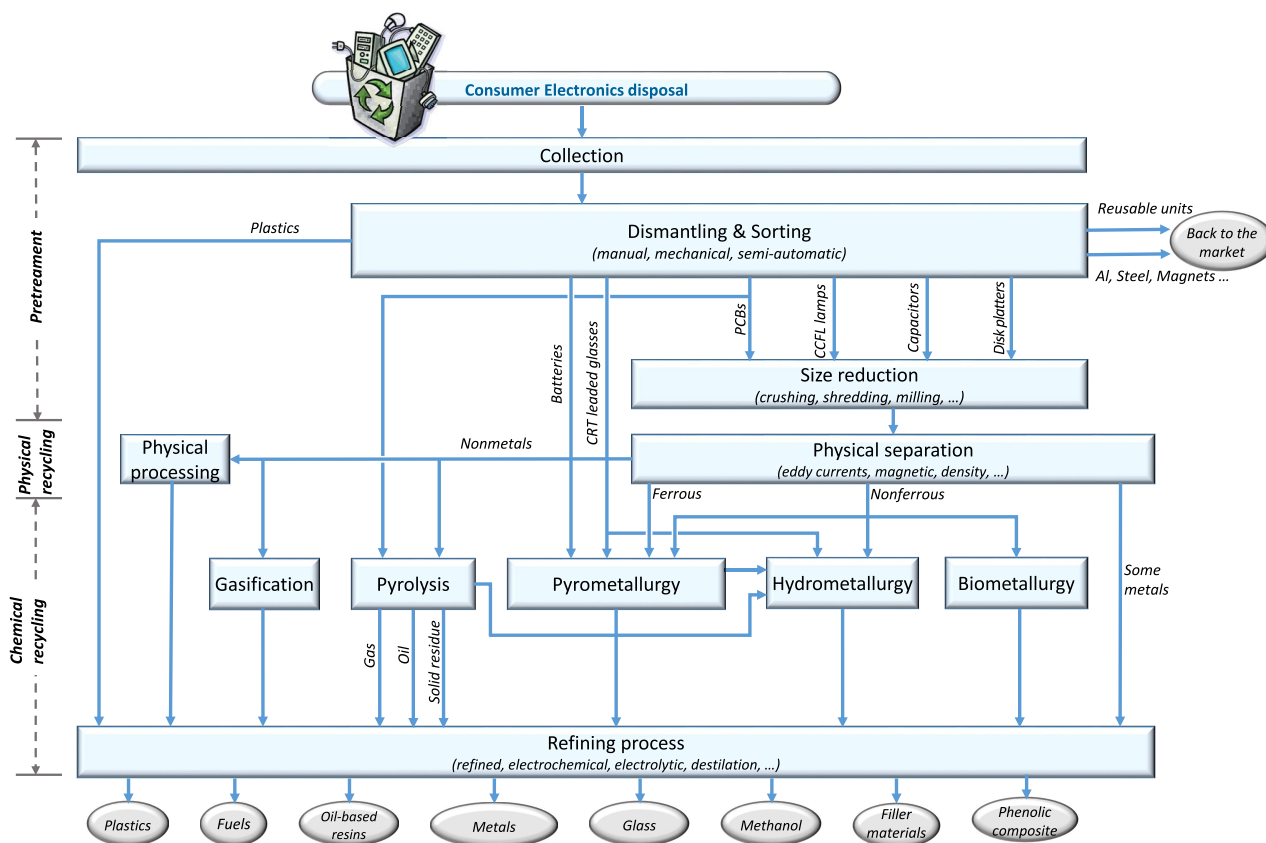 Consumer Electronics disposal
Collection
Plastics
Dismantling & Sorting
(manual, mechanical, semi-automatic)
Reusable units
Back to the
market
Al, Steel, Magnets ...
Pretreament
Batteries
CRT leaded glasses
PCBs
CCFL lamps
Capacitors
Disk platters
Size reduction
(crushing, shredding, milling, ...)
Physical
recycling
Physical
processing
Nonmetals
Physical separation
(eddy currents, magnetic, density, ...)
Ferrous
Nonferrous
Chemical
recycling
Gasification
Pyrolysis
Pyrometallurgy
Hydrometallurgy
Biometallurgy
Some
metals
Gas
Oil
Solid residue
Refining process
(refined, electrochemical, electrolytic, destilation, ...)
Plastics
Fuels
Oil-based
resins
Metals
Glass
Methanol
Filler
materials
Phenolic
composite